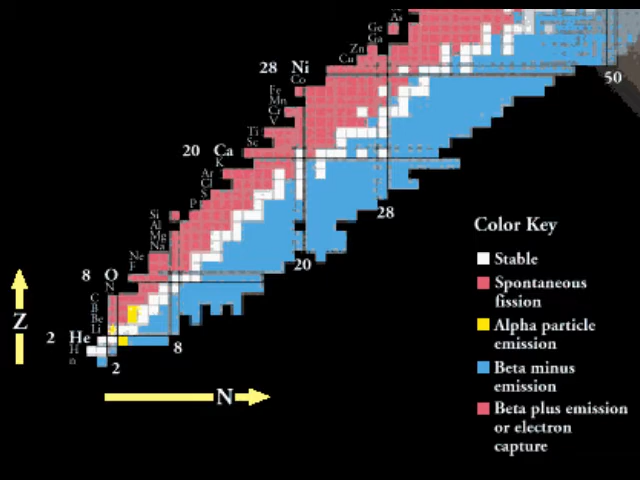 As
Ge
Ga
Zn
Cu
50
28 Ni
Co
Fe
Mn
Cr
V
Ti
Sc
20 Ca
K
Ar
Cl
S
P
28
Si
Al
Mg
Na
Ne
F
20
8 O
N
C
B
Be
Li
2 He
H
n
8
2
Z
N
Color Key
Stable
Spontaneous
fission
Alpha particle
emission
Beta minus
emission
Beta plus emission
or electron
capture